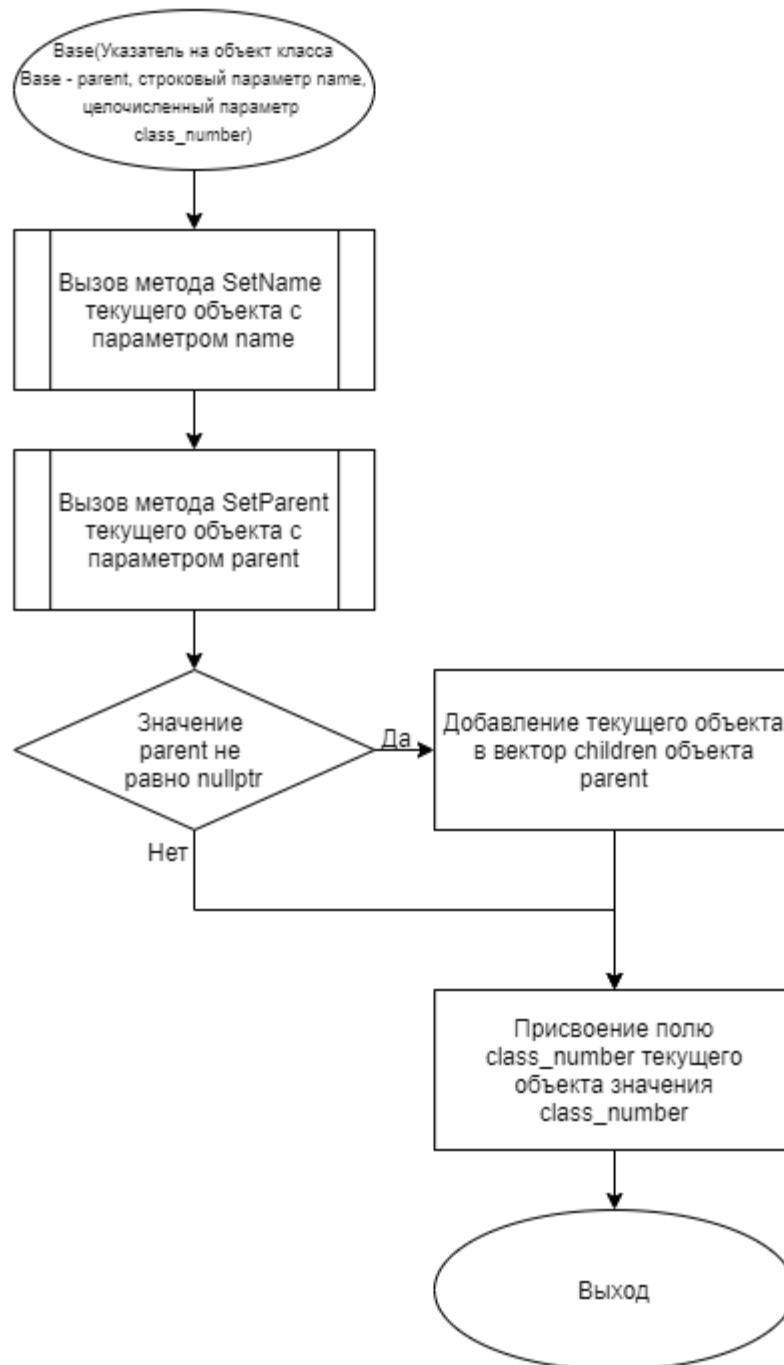 Base(Указатель на объект класса
Base - parent, строковый параметр name,
целочисленный параметр
class_number)
Вызов метода SetName
текущего объекта с
параметром name
Вызов метода SetParent
текущего объекта с
параметром parent
Значение
parent не
равно nullptr
Да
Добавление текущего объекта
в вектор children объекта
parent
Нет
Присвоение полю
class_number текущего
объекта значения
class_number
Выход